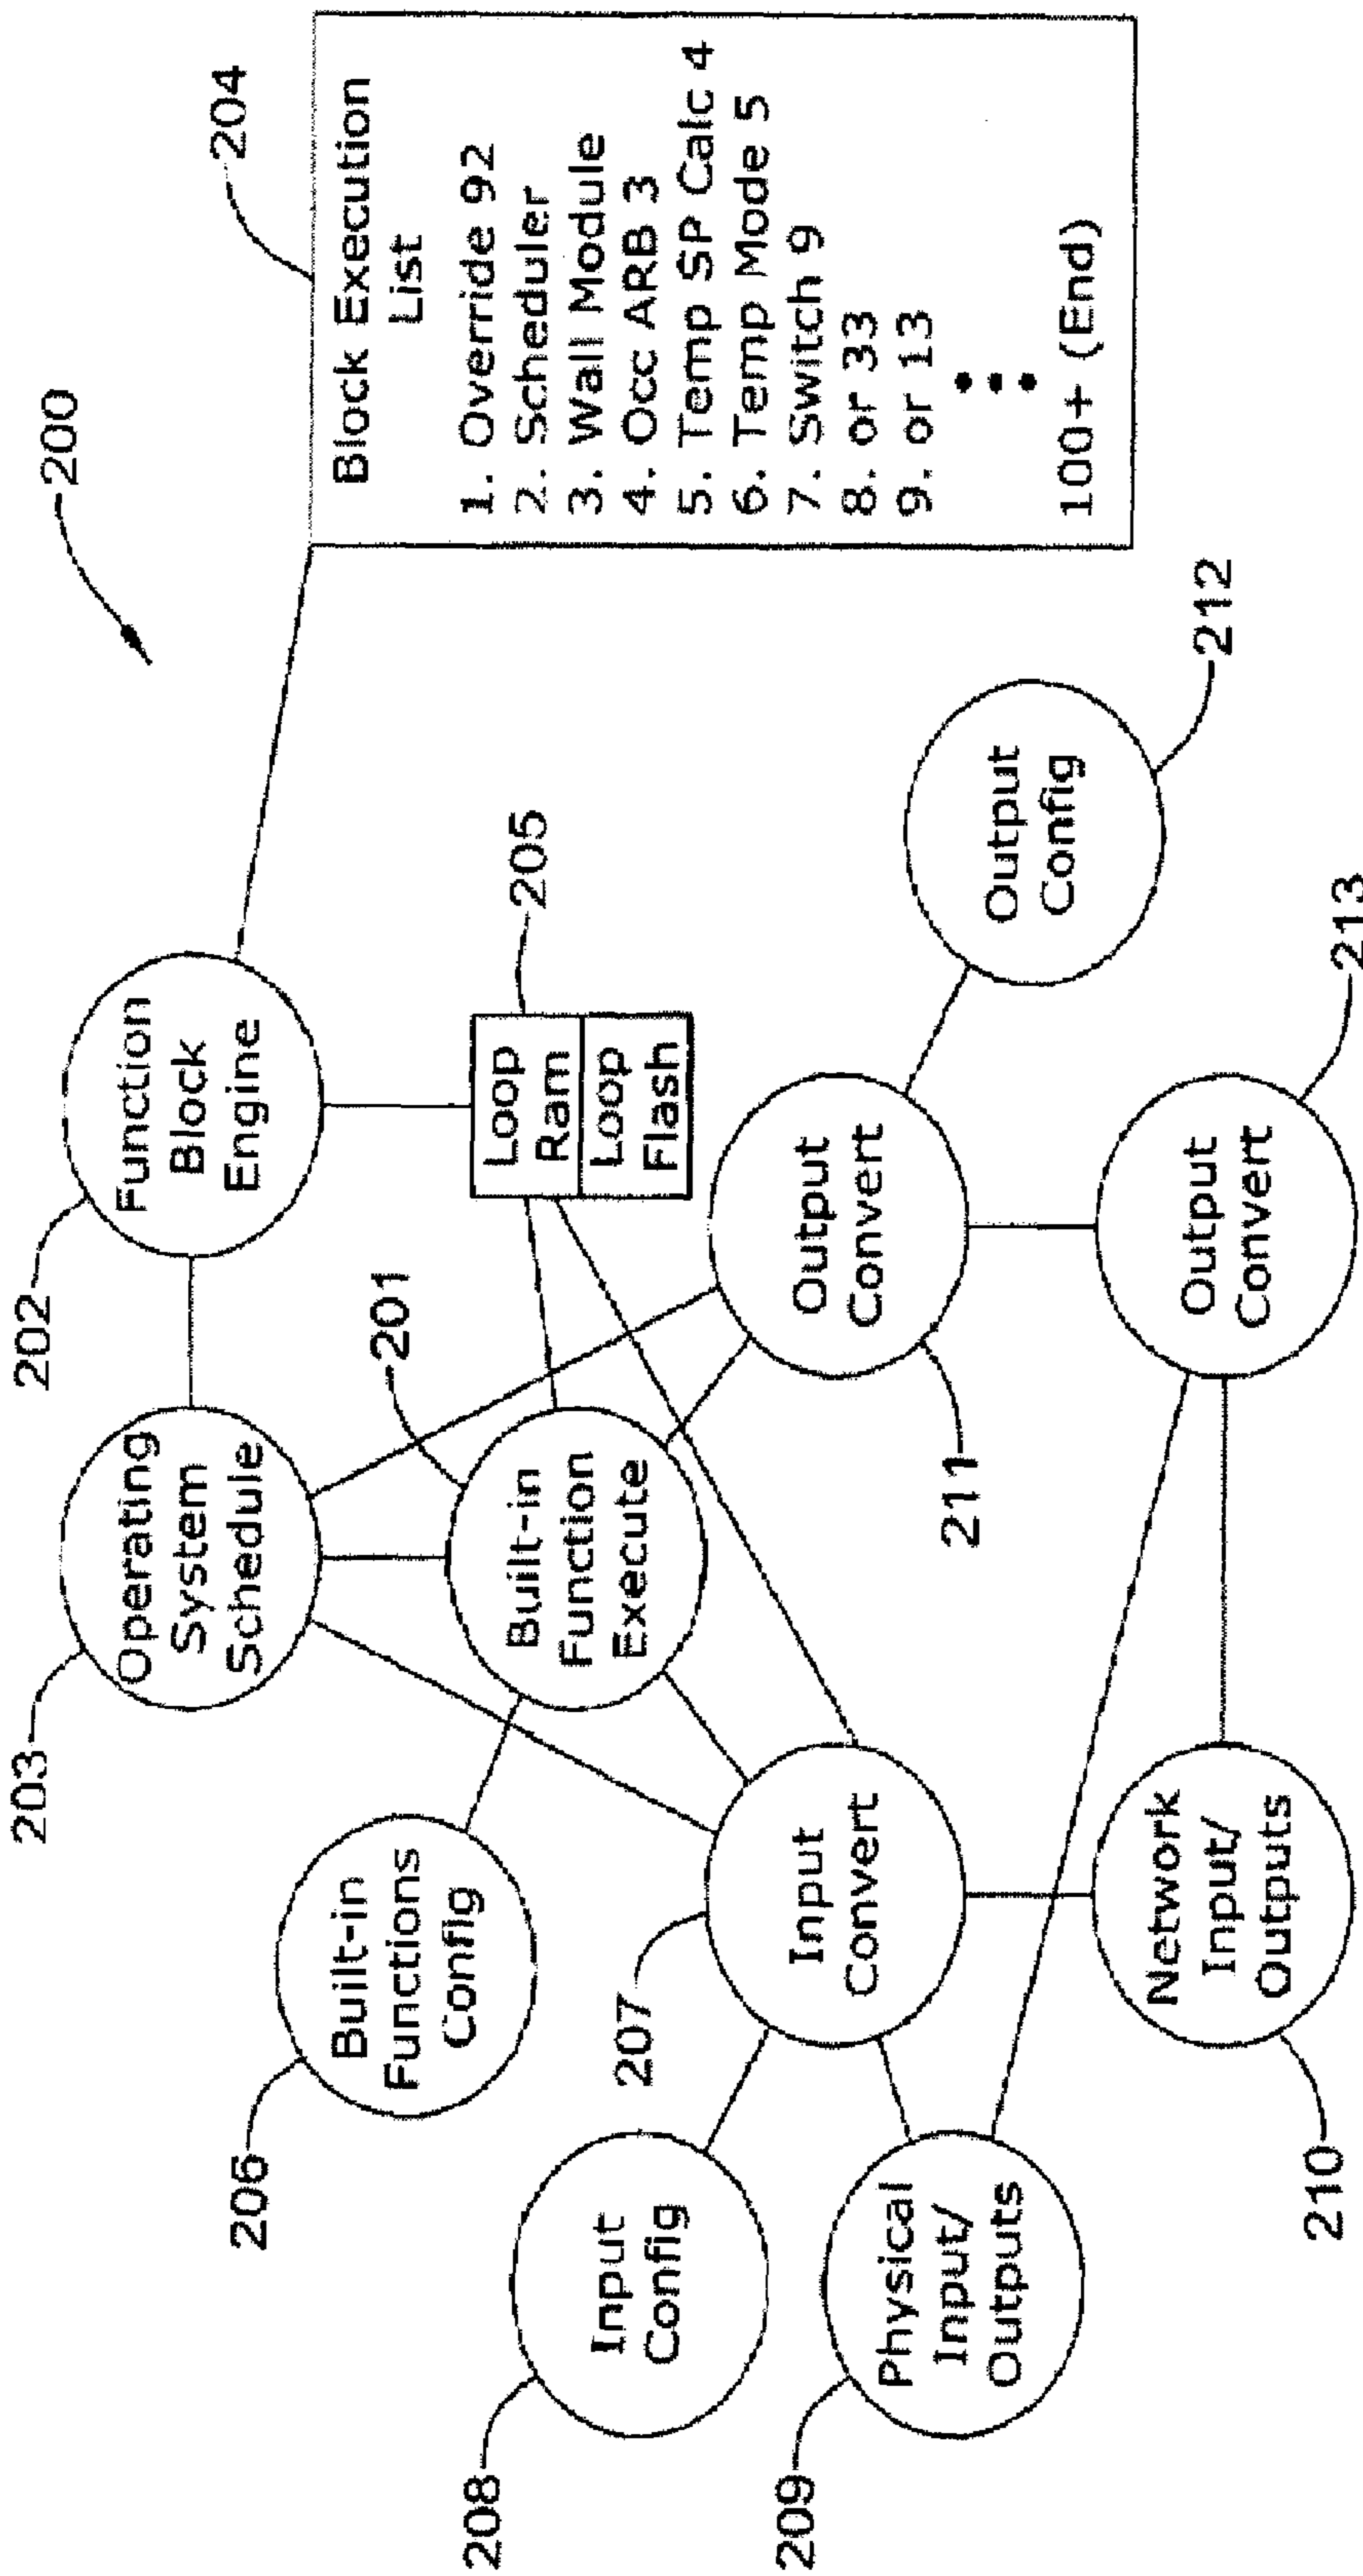 200
202
Function
Block
Engine
203
Operating
System
Schedule
204
Block Execution
List
1. Override 92
2. Scheduler
3. Wall Module
4. Occ ARB 3
5. Temp SP Calc 4
6. Temp Mode 5
7. Switch 9
8. or 33
9. or 13
100+ (End)
205
Loop
Ram
Loop
Flash
201
Built-in
Function
Execute
206
Built-in
Functions
Config
207
Input
Convert
208
Input
Config
209
Physical
Input/
Outputs
210
Network
Input/
Outputs
211
Output
Convert
212
Output
Config
213
Output
Convert